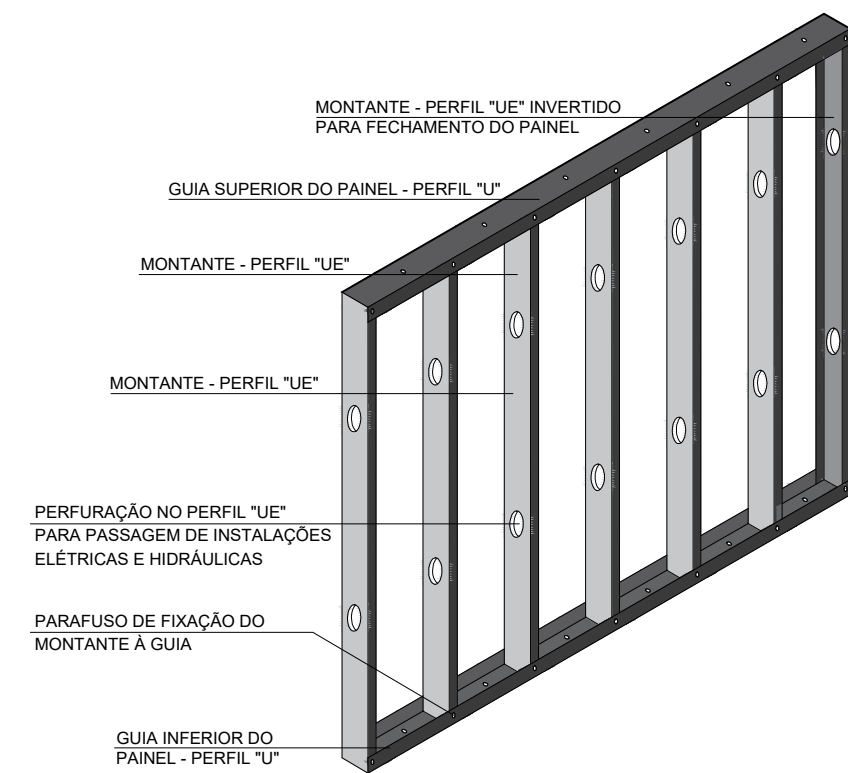 MONTANTE - PERFIL "UE" INVERTIDO
PARA FECHAMENTO DO PAINEL
GUIA SUPERIOR DO PAINEL - PERFIL "U"
MONTANTE - PERFIL "UE"
MONTANTE - PERFIL "UE"
PERFURAÇÃO NO PERFIL "UE"
PARA PASSAGEM DE INSTALAÇÕES
ELÉTRICAS E HIDRÁULICAS
PARAFUSO DE FIXAÇÃO DO
MONTANTE À GUIA
GUIA INFERIOR DO
PAINEL - PERFIL "U"